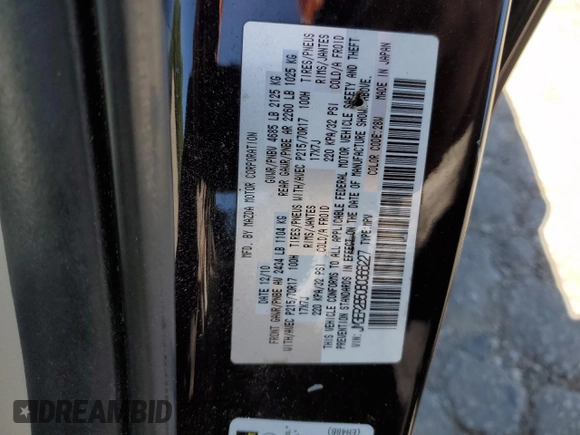 MFD. BY MAZDA MOTOR CORPORATION
DATE 12/10 GVWR/PNBV 4685 LB 2125 KG
FRONT GAWR/PNBE AV 2434 LB 1104 KG REAR GAWR/PNBE AR 2260 LB 1025 KG
WITH/AVEC P215/70R17 100H TIRES/PNEUS WITH/AVEC P215/70R17 100H TIRES/PNEUS
17X7J RIMS/JANTES 17X7J RIMS/JANTES
220 KPA/32 PSI COLD/A FROID 220 KPA/32 PSI COLD/A FROID
THIS VEHICLE CONFORMS TO ALL APPLICABLE FEDERAL MOTOR VEHICLE SAFETY AND THEFT
PREVENTION STANDARDS IN EFFECT ON THE DATE OF MANUFACTURE SHOWN ABOVE.
VIN: TYPE:MPV COLOR CODE:28W MADE IN JAPAN
(EH48B)
DREAMBID